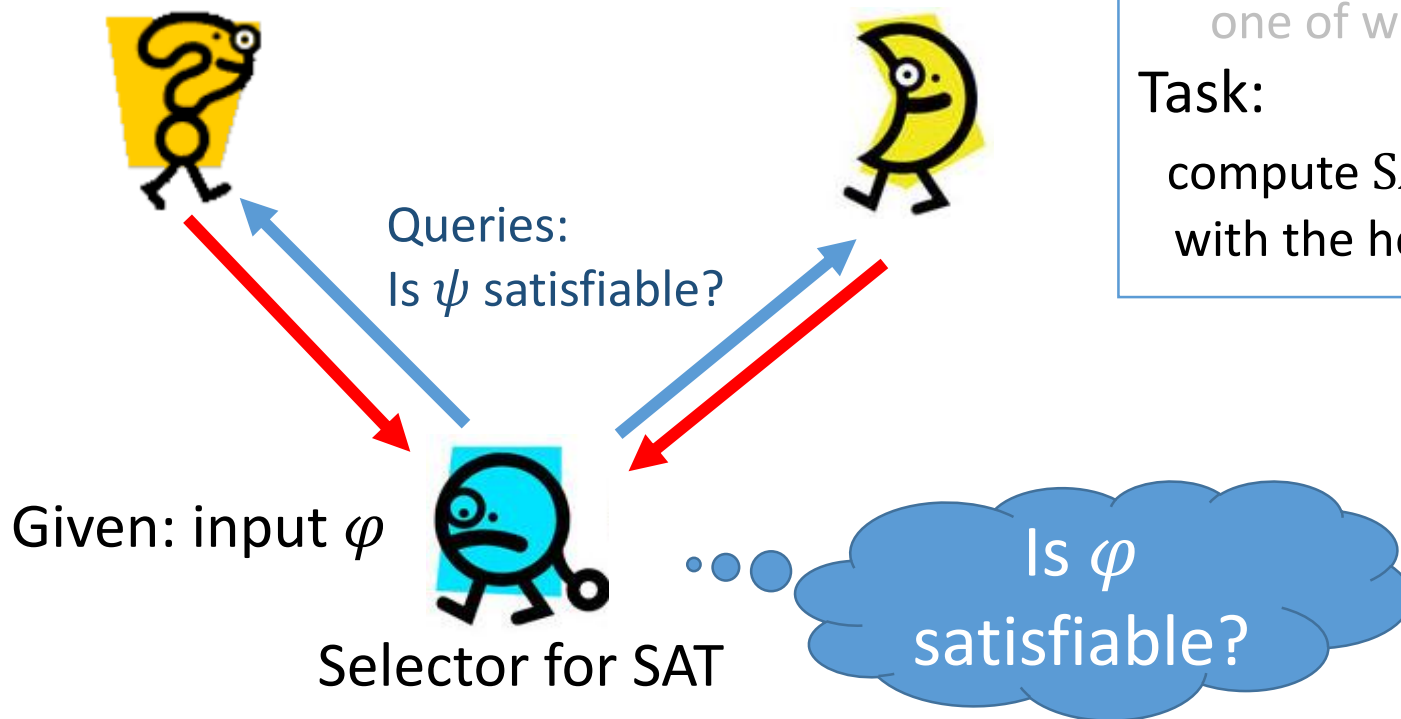 one of
Task:
compute
with the
Queries:
Is ψ satisfiable?
Given: input φ
Is φ
satisfiable?
Selector for SAT